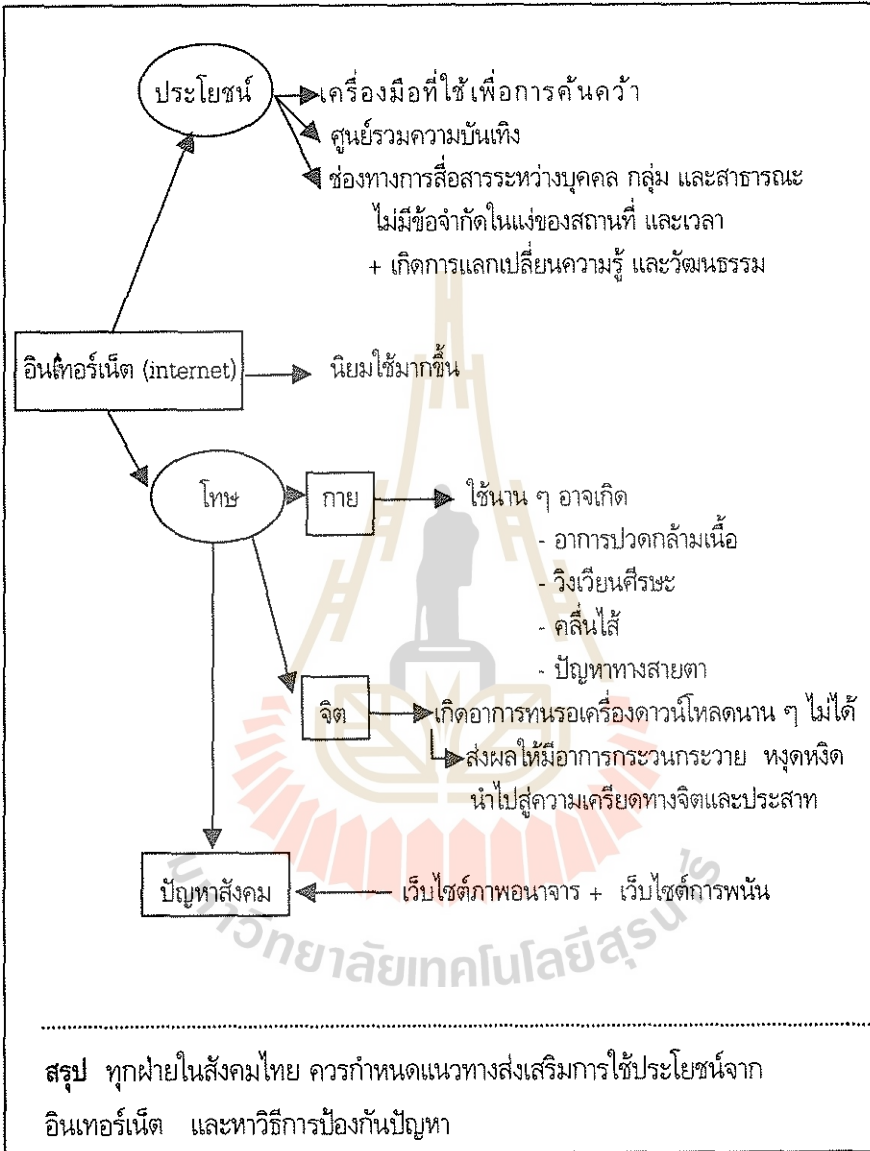 ประโยชน์
เครื่องมือที่ใช้เพื่อการค้นคว้า
ศูนย์รวมความบันเทิง
ช่องทางการสื่อสารระหว่างบุคคล กลุ่ม และสาธารณะ
ไม่มีข้อจำกัดในแง่ของสถานที่ และเวลา
+ เกิดการแลกเปลี่ยนความรู้ และวัฒนธรรม
อินเทอร์เน็ต (internet)
นิยมใช้มากขึ้น
โทษ
กาย
ใช้นาน ๆ อาจเกิด
- อาการปวดกล้ามเนื้อ
- วิงเวียนศีรษะ
- คลื่นไส้
- ปัญหาทางสายตา
จิต
เกิดอาการทนรอเครื่องดาวน์โหลดนาน ๆ ไม่ได้
ส่งผลให้มีอาการกระวนกระวาย หงุดหงิด
นำไปสู่ความเครียดทางจิตและประสาท
ปัญหาสังคม
เว็บไซต์ภาพอนาจาร + เว็บไซต์การพนัน
มหาวิทยาลัยเทคโนโลยีสุรนารี
สรุป ทุกฝ่ายในสังคมไทย ควรกำหนดแนวทางส่งเสริมการใช้ประโยชน์จาก
อินเทอร์เน็ต และหาวิธีการป้องกันปัญหา